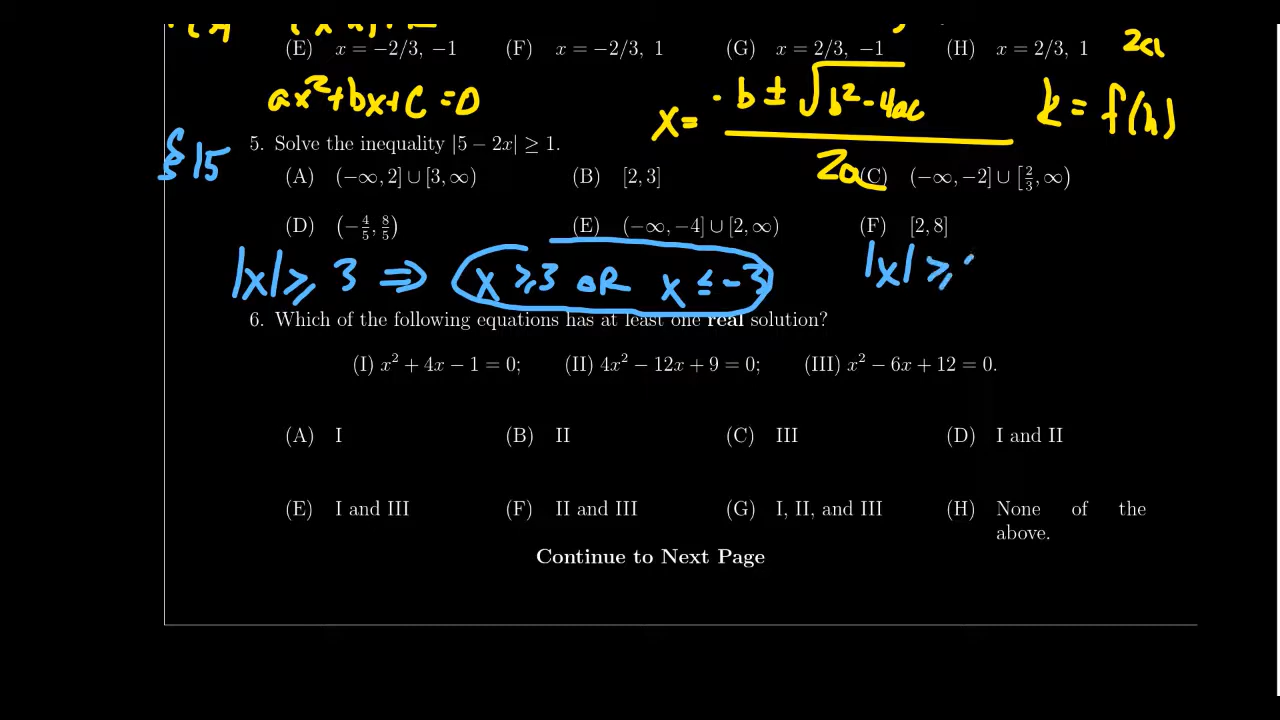 (E) x = −2/3, −1 (F) x = −2/3, 1 (G) x = 2/3, −1 (H) x = 2/3, 1 2a
ax²+bx+c=0 x = -b ± √b²-4ac / 2a k = f(h)
§15 5. Solve the inequality |5 − 2x| ≥ 1.
(A) (−∞, 2] ∪ [3, ∞) (B) [2, 3] (C) (−∞, −2] ∪ [2/3, ∞)
(D) (−4/5, 8/5) (E) (−∞, −4] ∪ [2, ∞) (F) [2, 8]
|x| ≥ 3 ⇒ x ≥ 3 OR x ≤ -3 |x| ≥
6. Which of the following equations has at least one real solution?
(I) x² + 4x − 1 = 0; (II) 4x² − 12x + 9 = 0; (III) x² − 6x + 12 = 0.
(A) I (B) II (C) III (D) I and II
(E) I and III (F) II and III (G) I, II, and III (H) None of the
above.
Continue to Next Page